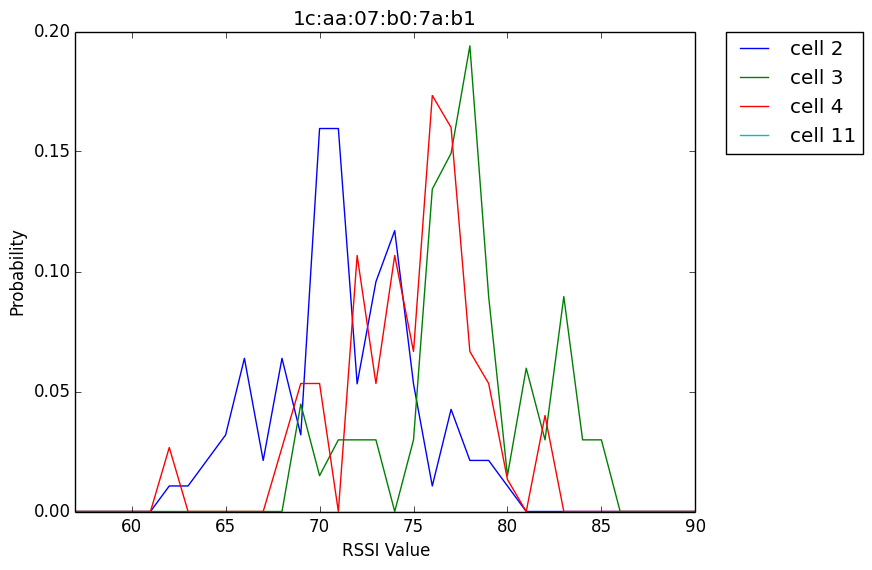 1c:aa:07:b0:7a:b1
0.20
0.15
0.10
0.05
0.00
Probability
60 65 70 75 80 85 90
RSSI Value
cell 2
cell 3
cell 4
cell 11